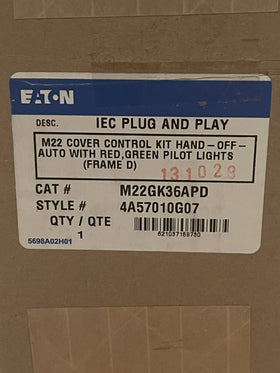 EATON
DESC. IEC PLUG AND PLAY
M22 COVER CONTROL KIT HAND-OFF-
AUTO WITH RED,GREEN PILOT LIGHTS
(FRAME D)
131028
CAT # M22GK36APD
STYLE # 4A57010G07
QTY / QTE
1
5698A02H01